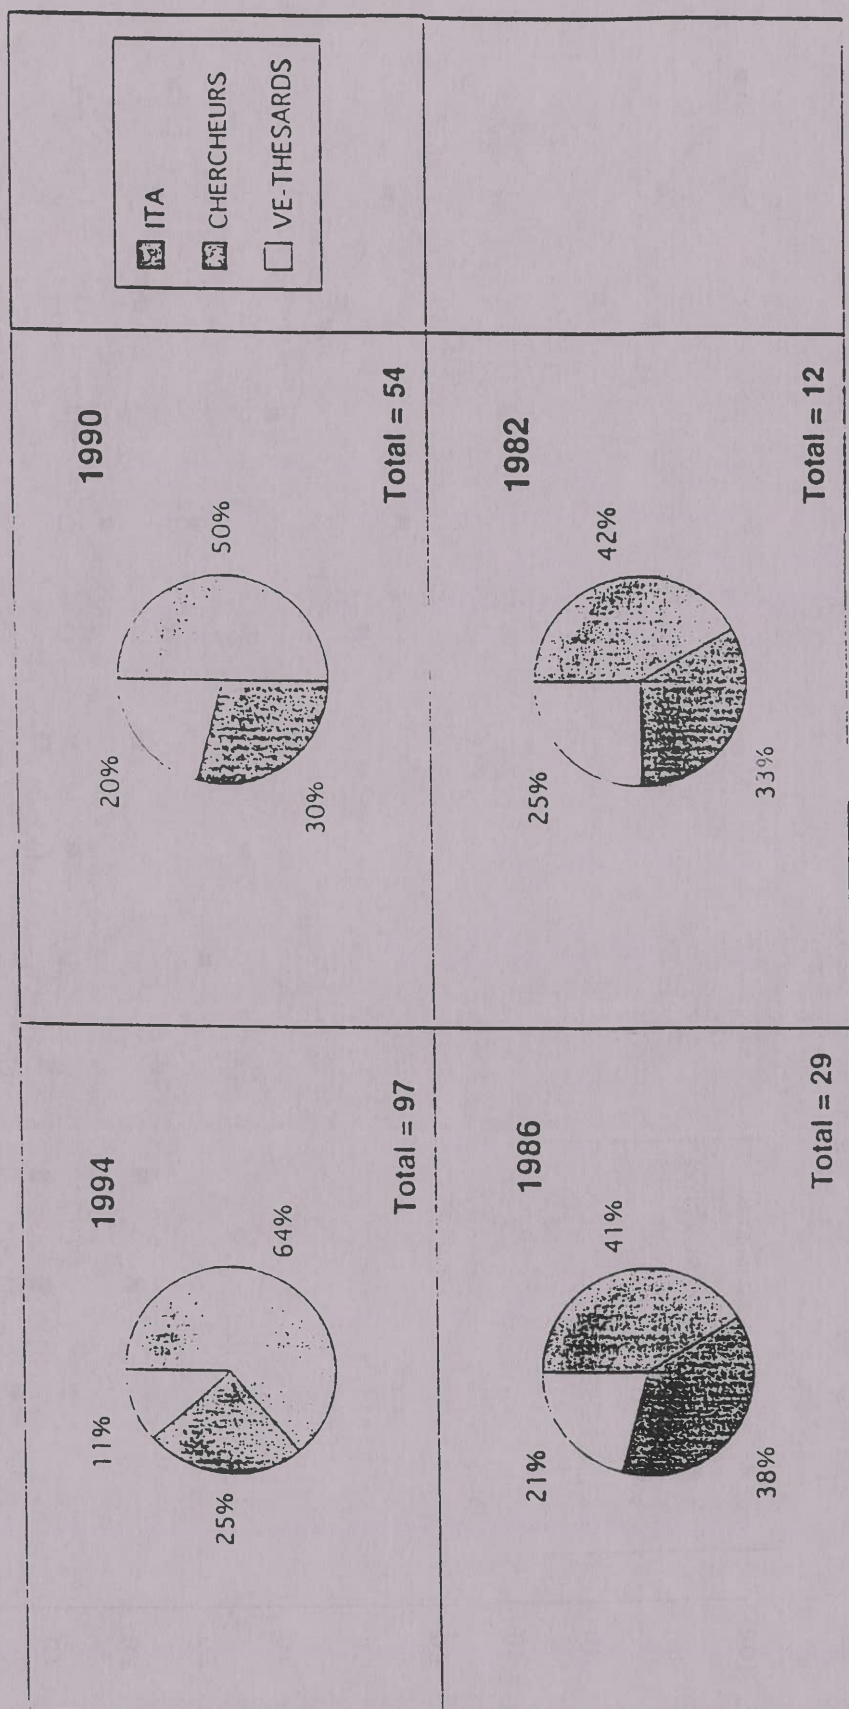 1994
11%
64%
25%
Total = 97
1990
20%
50%
30%
Total = 54
ITA
CHERCHEURS
VE-THESARDS
1986
21%
41%
38%
Total = 29
1982
25%
42%
33%
Total = 12